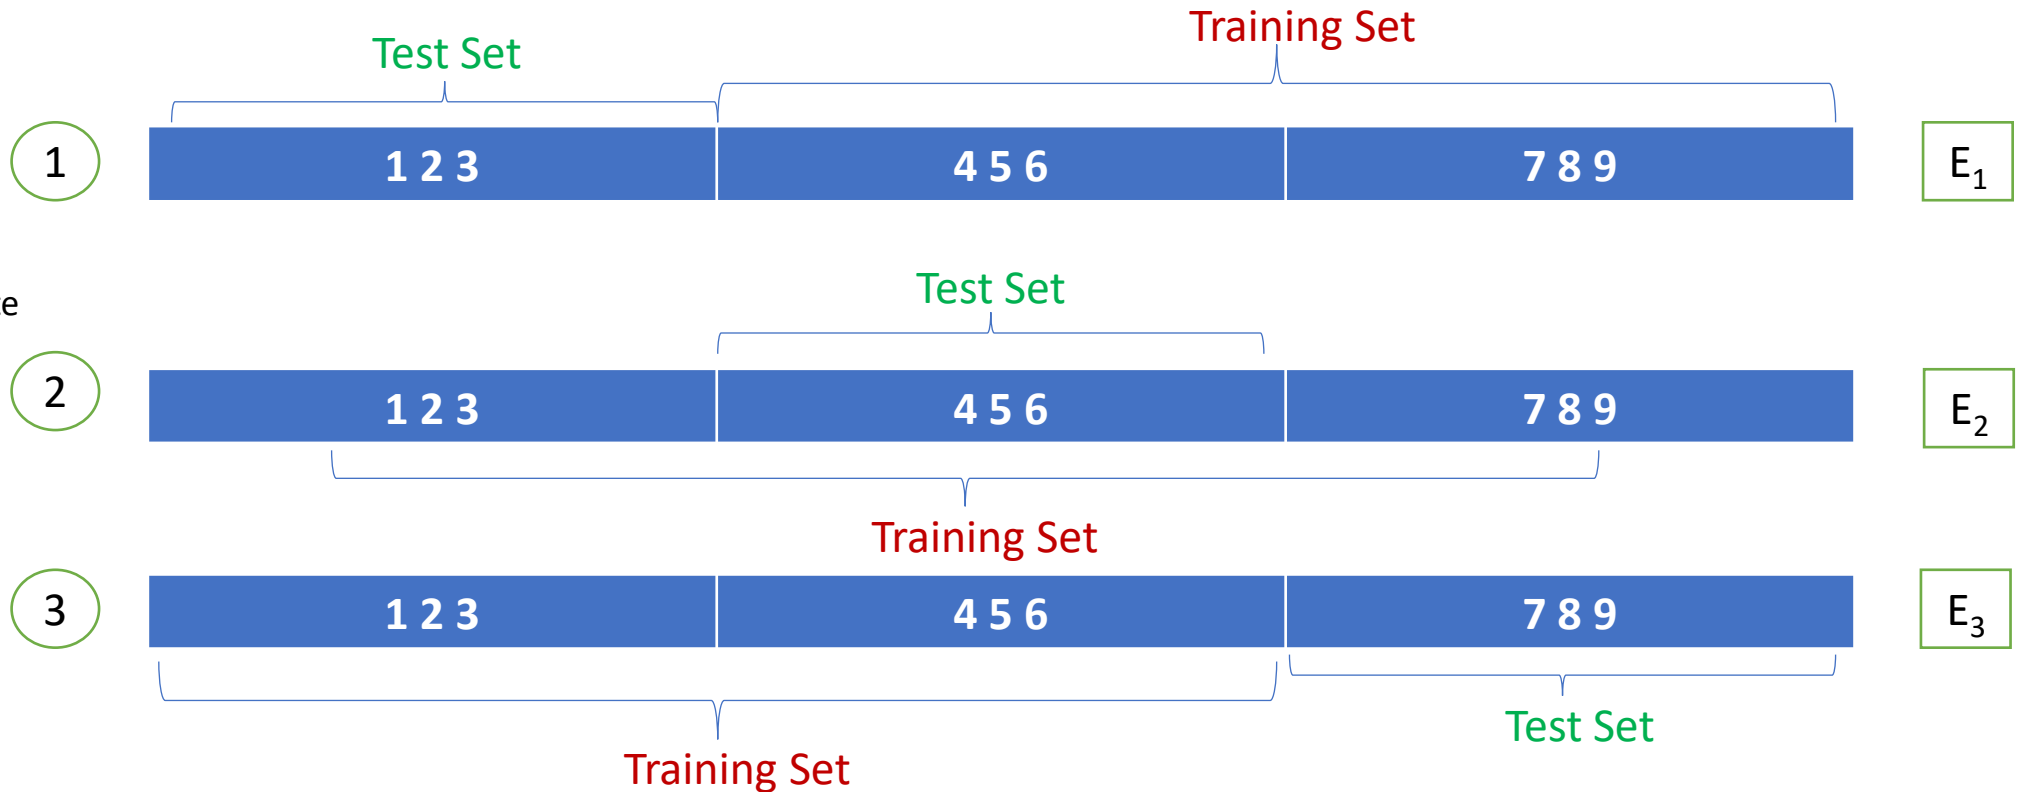 Training Set
Test Set
1 1 2 3 4 5 6 7 8 9 E₁
Test Set
2 1 2 3 4 5 6 7 8 9 E₂
Training Set
3 1 2 3 4 5 6 7 8 9 E₃
Test Set
Training Set